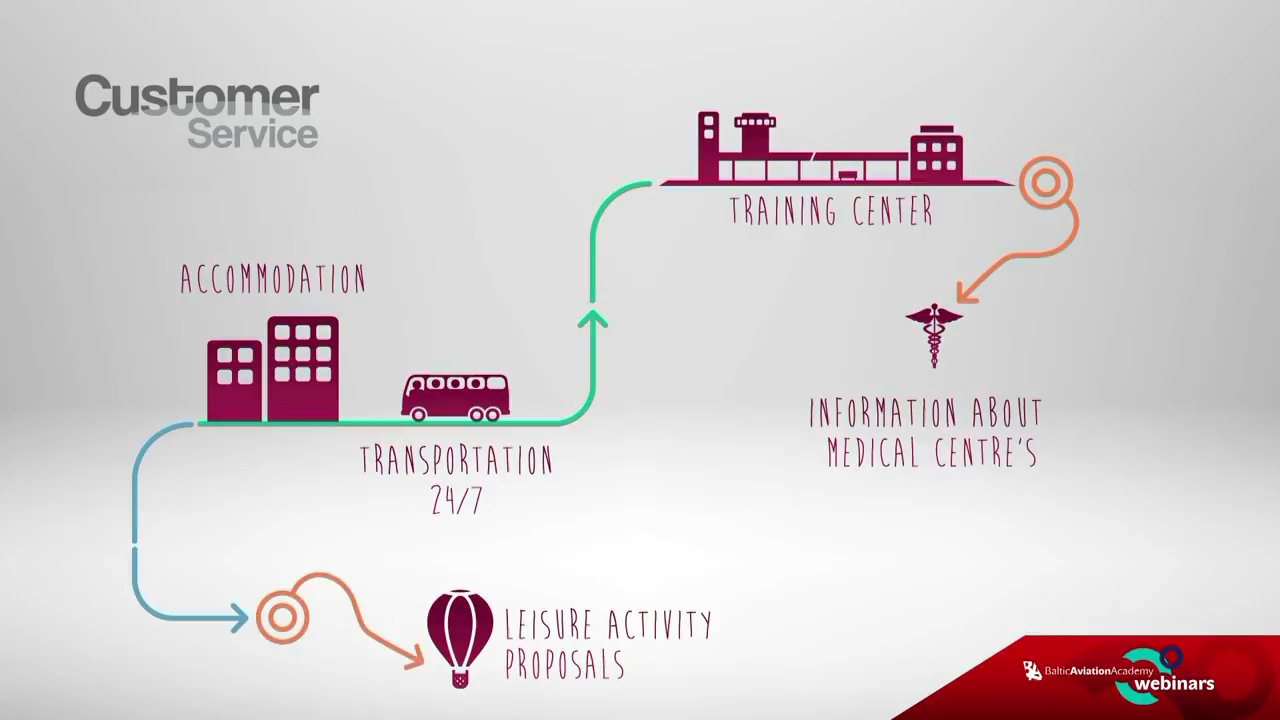 Customer
Service
TRAINING CENTER
ACCOMMODATION
INFORMATION ABOUT
MEDICAL CENTRE'S
TRANSPORTATION
24/7
LEISURE ACTIVITY
PROPOSALS
BalticAviationAcademy
webinars